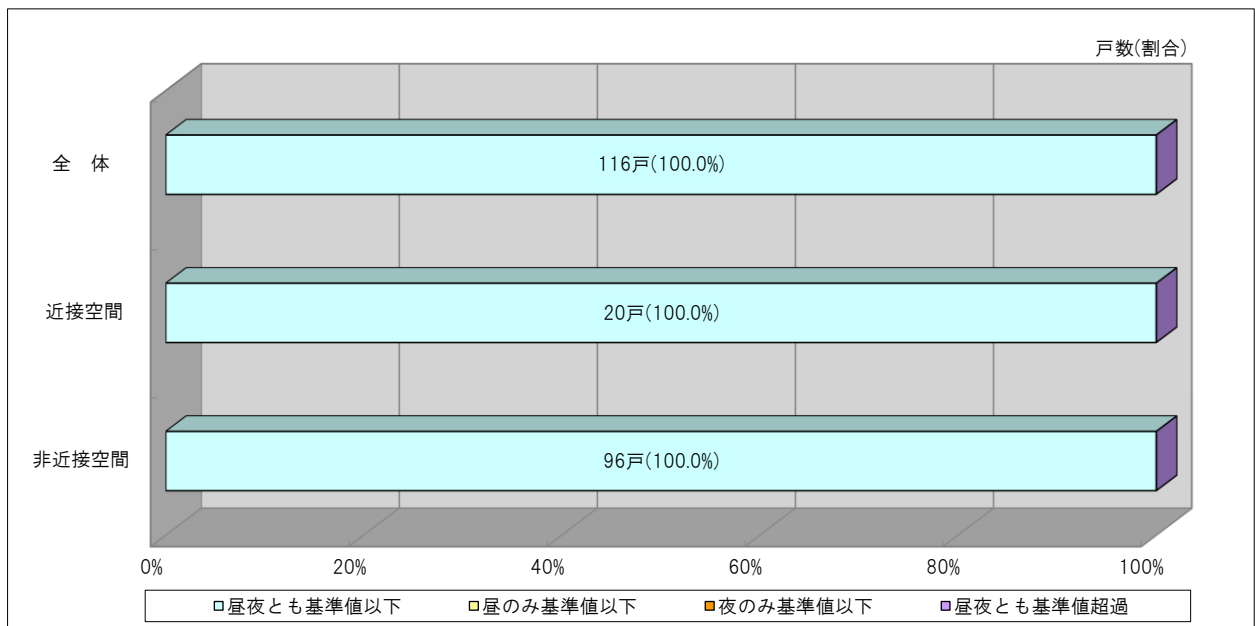 戸数(割合)
全　体
116戸(100.0%)
近接空間
20戸(100.0%)
非近接空間
96戸(100.0%)
0% 20% 40% 60% 80% 100%
昼夜とも基準値以下 昼のみ基準値以下 夜のみ基準値以下 昼夜とも基準値超過